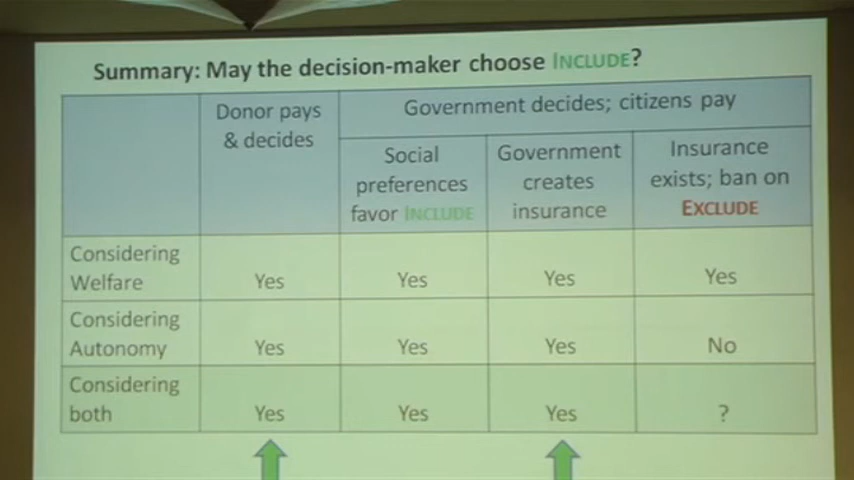 Summary: May the decision-maker choose INCLUDE?
Donor pays
& decides
Government decides; citizens pay
Social
preferences
favor INCLUDE
Government
creates
insurance
Insurance
exists; ban on
EXCLUDE
Considering
Welfare
Yes
Yes
Yes
Yes
Considering
Autonomy
Yes
Yes
Yes
No
Considering
both
Yes
Yes
Yes
?